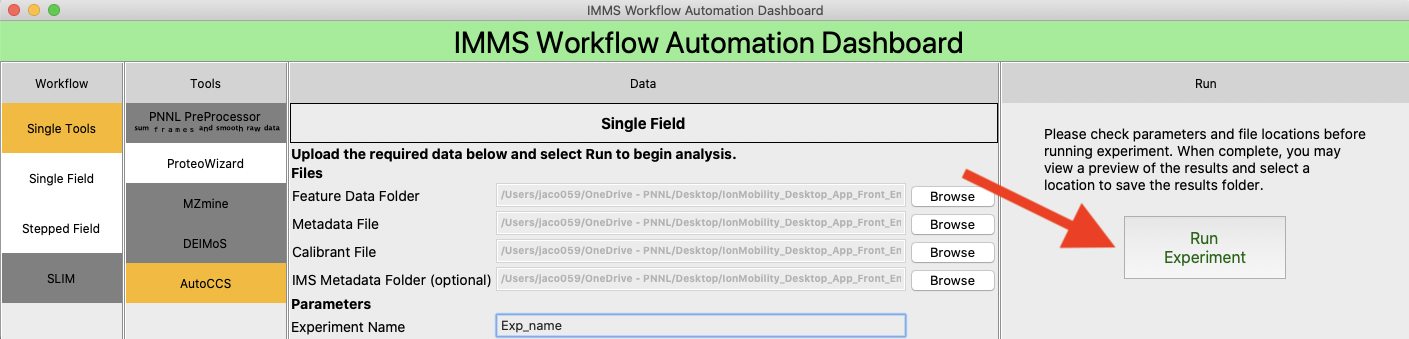 IMMS Workflow Automation Dashboard
IMMS Workflow Automation Dashboard
Workflow
Tools
Data
Run
Single Tools
Single Field
Stepped Field
SLIM
PNNL PreProcessor
sum frames and smooth raw data
ProteoWizard
MZmine
DEIMoS
AutoCCS
Single Field
Upload the required data below and select Run to begin analysis.
Files
Feature Data Folder
/Users/jaco059/OneDrive - PNNL/Desktop/IonMobility_Desktop_App_Front_En
Browse
Metadata File
/Users/jaco059/OneDrive - PNNL/Desktop/IonMobility_Desktop_App_Front_En
Browse
Calibrant File
/Users/jaco059/OneDrive - PNNL/Desktop/IonMobility_Desktop_App_Front_En
Browse
IMS Metadata Folder (optional)
/Users/jaco059/OneDrive - PNNL/Desktop/IonMobility_Desktop_App_Front_En
Browse
Parameters
Experiment Name
Exp_name
Please check parameters and file locations before
running experiment. When complete, you may
view a preview of the results and select a
location to save the results folder.
Run
Experiment